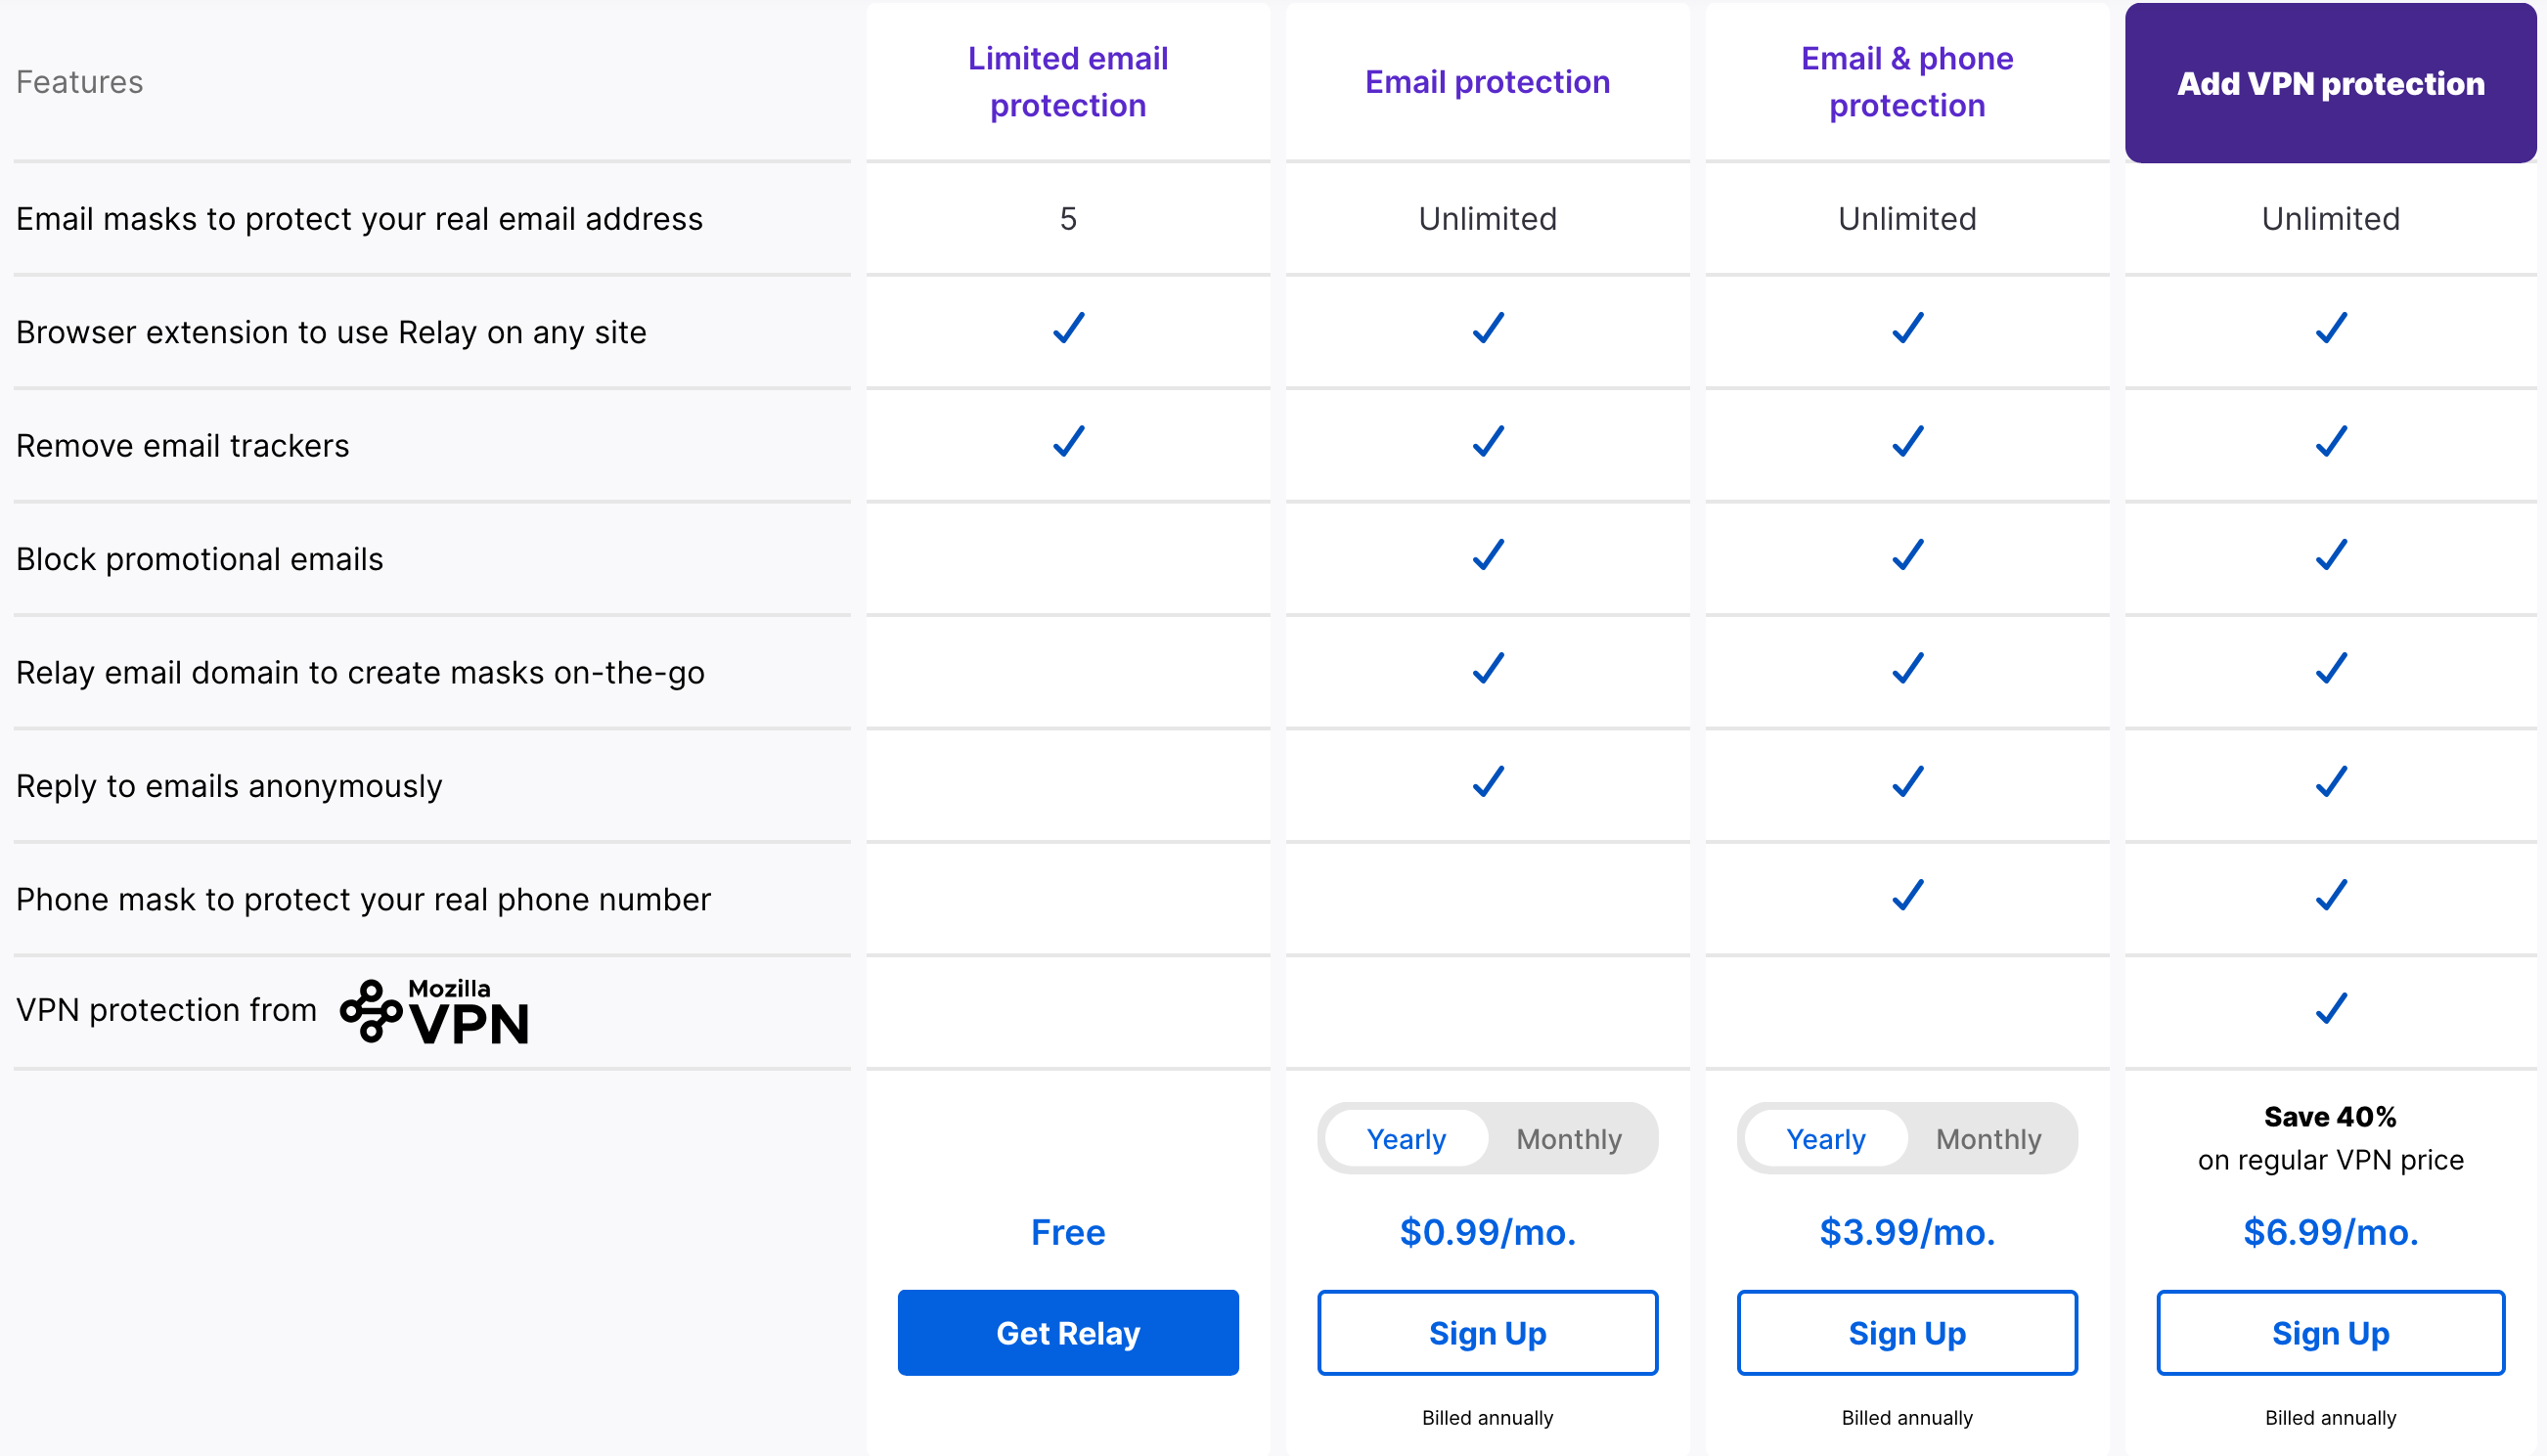 Features
Limited email
protection
Email protection
Email & phone
protection
Add VPN protection
Email masks to protect your real email address
5
Unlimited
Unlimited
Unlimited
Browser extension to use Relay on any site
Remove email trackers
Block promotional emails
Relay email domain to create masks on-the-go
Reply to emails anonymously
Phone mask to protect your real phone number
VPN protection from
Mozilla
VPN
Yearly
Monthly
Yearly
Monthly
Save 40%
on regular VPN price
Free
$0.99/mo.
$3.99/mo.
$6.99/mo.
Get Relay
Sign Up
Sign Up
Sign Up
Billed annually
Billed annually
Billed annually